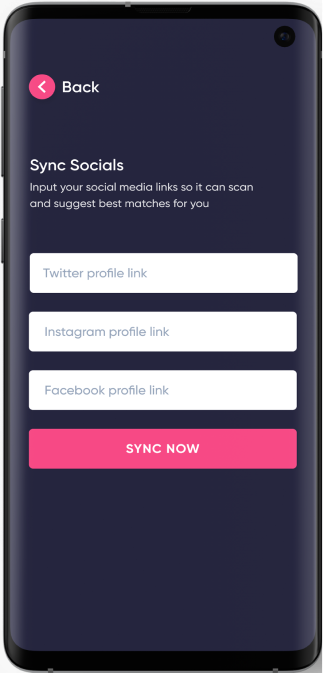 Back
Sync Socials
Input your social media links so it can scan
and suggest best matches for you
Twitter profile link
Instagram profile link
Facebook profile link
SYNC NOW